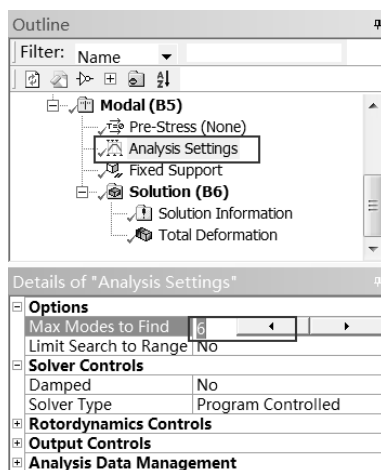 Outline
Filter: Name
Modal (B5)
Pre-Stress (None)
Analysis Settings
Fixed Support
Solution (B6)
Solution Information
Total Deformation
Details of "Analysis Settings"
Options
Max Modes to Find 6
Limit Search to Range No
Solver Controls
Damped No
Solver Type Program Controlled
Rotordynamics Controls
Output Controls
Analysis Data Management